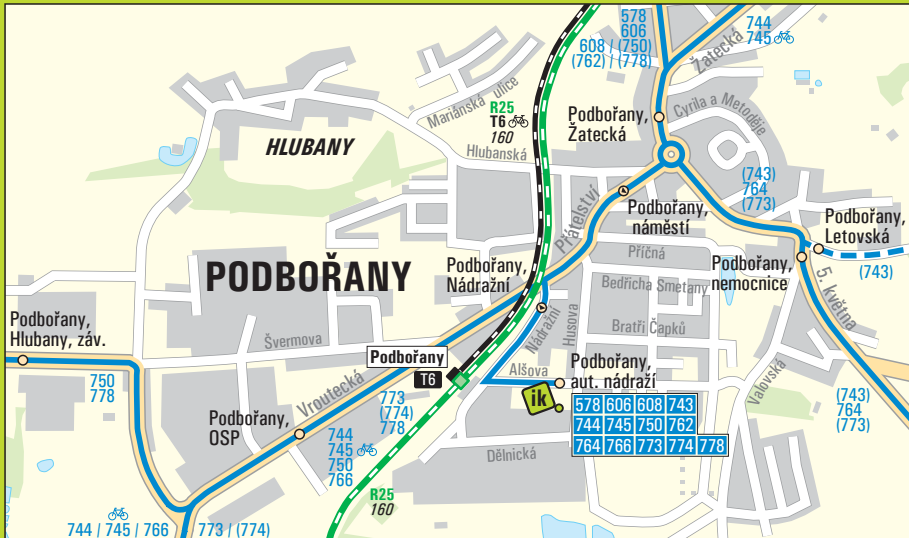 578
606
608 / (750)
(762) / (778)
744
745
Žatecká
Mariánská ulice
R25
T6
160
Podbořany,
Žatecká
Cyrila a Metoděje
HLUBANY
Hlubanská
(743)
764
(773)
Přátelství
Podbořany,
náměstí
Podbořany,
Letovská
(743)
Příčná
PODBOŘANY
Podbořany,
Nádražní
Podbořany,
nemocnice
Bedřicha Smetany
5. května
Nádražní
Husova
Bratří Čapků
Podbořany,
Hlubany, záv.
Švermova
Podbořany
T6
Alšova
Podbořany,
aut. nádraží
Valovská
750
778
Vroutecká
773
(774)
778
ik
578 606 608 743
744 745 750 762
764 766 773 774 778
(743)
764
(773)
Podbořany,
OSP
744
745
750
766
Dělnická
R25
160
744 / 745 / 766
773 / (774)